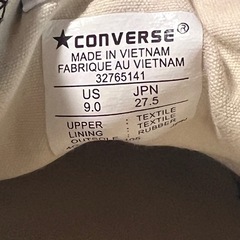 ★CONVERSE®
MADE IN VIETNAM
FABRIQUE AU VIETNAM
32765141
US JPN
9.0 27.5
UPPER : TEXTILE
LINING : TEXTILE
OUTSOLE : RUBBER